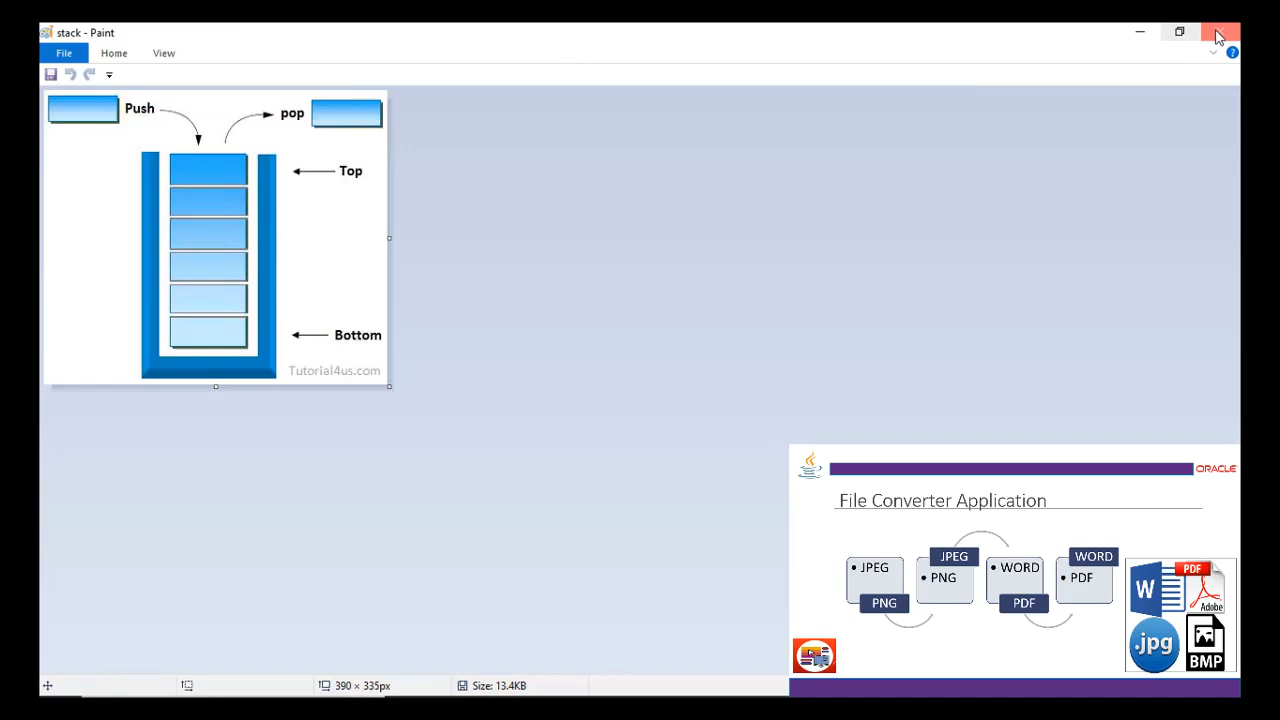 stack - Paint
File Home View
Push
pop
Top
Bottom
Tutorial4us.com
ORACLE
File Converter Application
JPEG
WORD
• JPEG
• WORD
• PNG
• PDF
PNG
PDF
W
PDF
Adobe
.jpg
BMP
390 × 335px
Size: 13.4KB